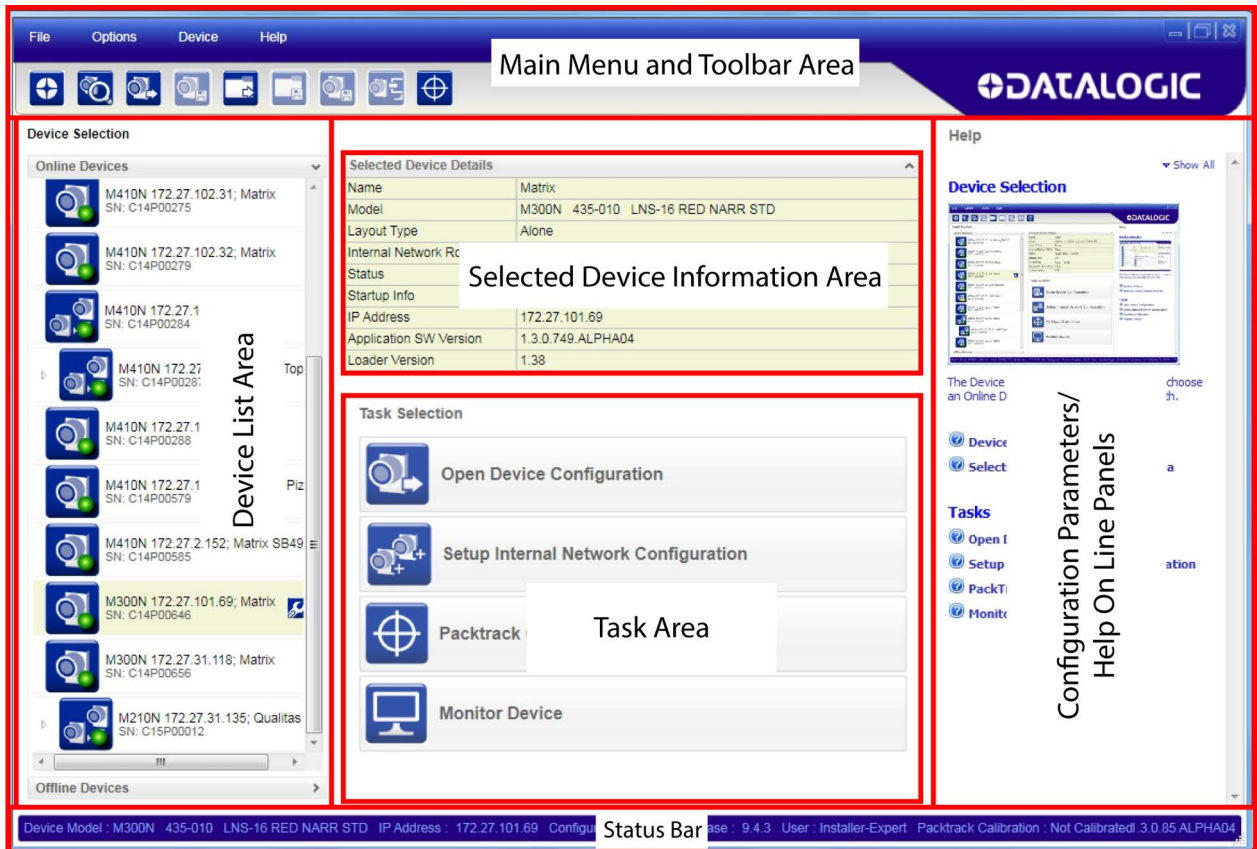 File Options Device Help
Main Menu and Toolbar Area
DATALOGIC
Device Selection
Online Devices
M410N 172.27.102.31; Matrix
SN: C14P00275
M410N 172.27.102.32; Matrix
SN: C14P00279
M410N 172.27.1
SN: C14P00284
M410N 172.27 Top
SN: C14P0028
M410N 172.27.1
SN: C14P00288
M410N 172.27.1 Piz
SN: C14P00579
M410N 172.27.2.152; Matrix SB49
SN: C14P00585
M300N 172.27.101.69; Matrix
SN: C14P00646
M300N 172.27.31.118; Matrix
SN: C14P00656
M210N 172.27.31.135; Qualitas
SN: C15P00012
Offline Devices
Device List Area
Selected Device Details
Name Matrix
Model M300N 435-010 LNS-16 RED NARR STD
Layout Type Alone
Internal Network Ro
Status
Startup Info
IP Address 172.27.101.69
Application SW Version 1.3.0.749.ALPHA04
Loader Version 1.38
Selected Device Information Area
Task Selection
Open Device Configuration
Setup Internal Network Configuration
Packtrack
Monitor Device
Task Area
Help
Show All
Device Selection
The Device choose
an Online D th.
Device
Select a
Tasks
Open
Setup ation
PackT
Monito
Configuration Parameters/
Help On Line Panels
Device Model : M300N 435-010 LNS-16 RED NARR STD IP Address : 172.27.101.69 Configu ase : 9.4.3 User : Installer-Expert Packtrack Calibration : Not Calibrated 1.3.0.85 ALPHA04
Status Bar